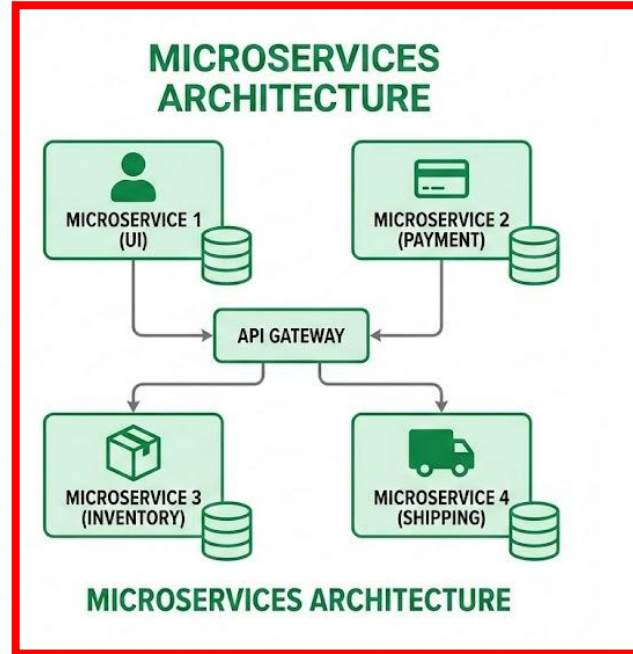 MICROSERVICES
ARCHITECTURE
MICROSERVICE 1
(UI)
MICROSERVICE 2
(PAYMENT)
API GATEWAY
MICROSERVICE 3
(INVENTORY)
MICROSERVICE 4
(SHIPPING)
MICROSERVICES ARCHITECTURE